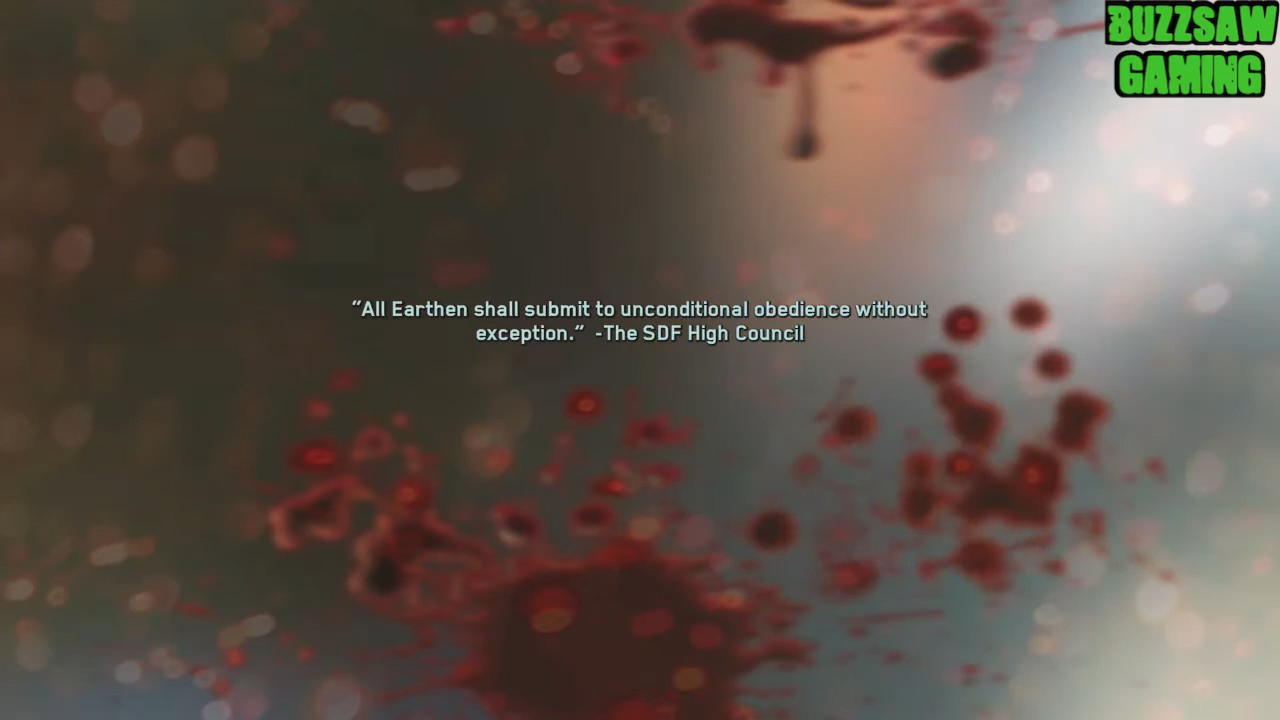 BUZZSAW
GAMING
"All Earthen shall submit to unconditional obedience without
exception."  -The SDF High Council